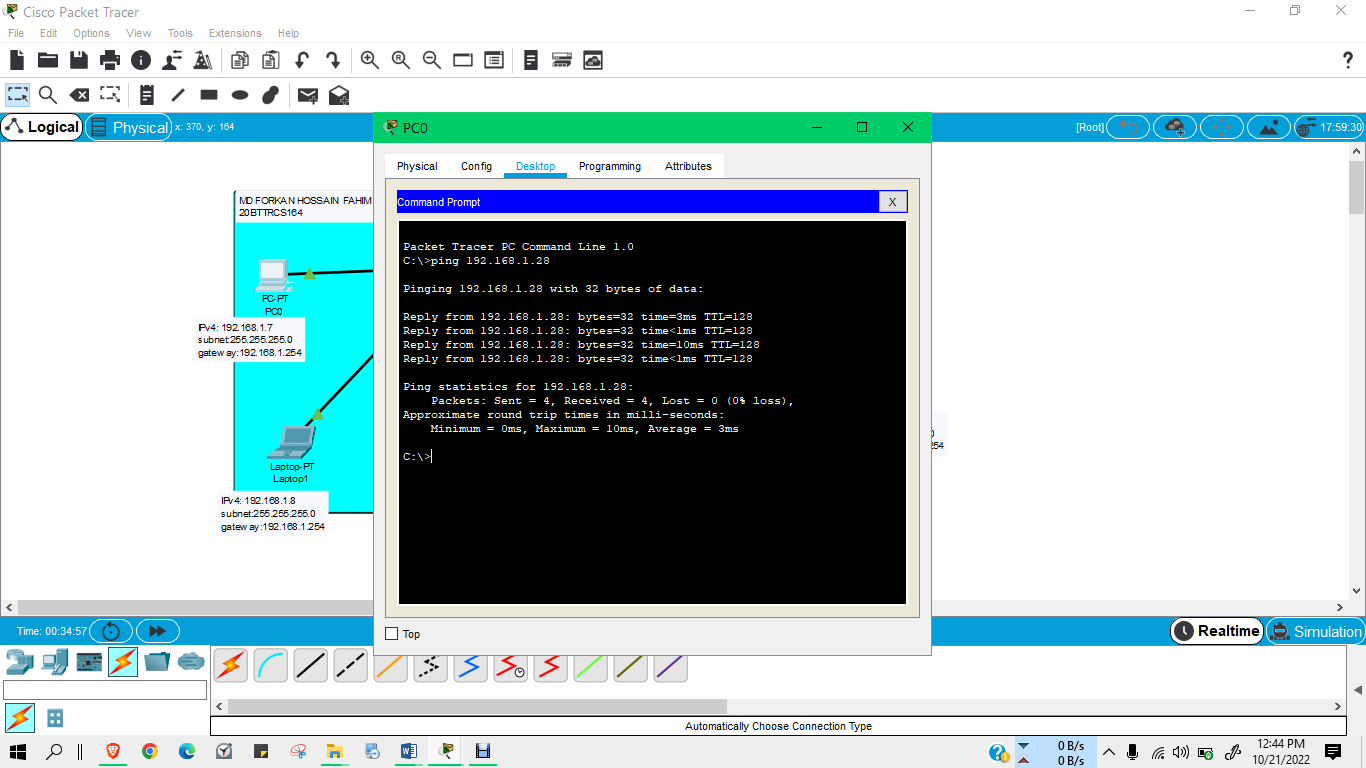 Cisco Packet Tracer
File Edit Options View Tools Extensions Help
Logical
Physical
x: 370, y: 164
[Root]
17:59:30
PC0
Physical Config Desktop Programming Attributes
Command Prompt
X
Packet Tracer PC Command Line 1.0
C:\>ping 192.168.1.28
Pinging 192.168.1.28 with 32 bytes of data:
Reply from 192.168.1.28: bytes=32 time=3ms TTL=128
Reply from 192.168.1.28: bytes=32 time<1ms TTL=128
Reply from 192.168.1.28: bytes=32 time=10ms TTL=128
Reply from 192.168.1.28: bytes=32 time<1ms TTL=128
Ping statistics for 192.168.1.28:
Packets: Sent = 4, Received = 4, Lost = 0 (0% loss),
Approximate round trip times in milli-seconds:
Minimum = 0ms, Maximum = 10ms, Average = 3ms
C:\>
Top
MD FORKAN HOSSAIN FAHIM
20BTTRCS164
PC-PT
PC0
IPv4: 192.168.1.7
subnet:255.255.255.0
gateway:192.168.1.254
Laptop-PT
Laptop1
IPv4: 192.168.1.8
subnet:255.255.255.0
gateway:192.168.1.254
Time: 00:34:57
Realtime
Simulation
Automatically Choose Connection Type
0 B/s
0 B/s
12:44 PM
10/21/2022